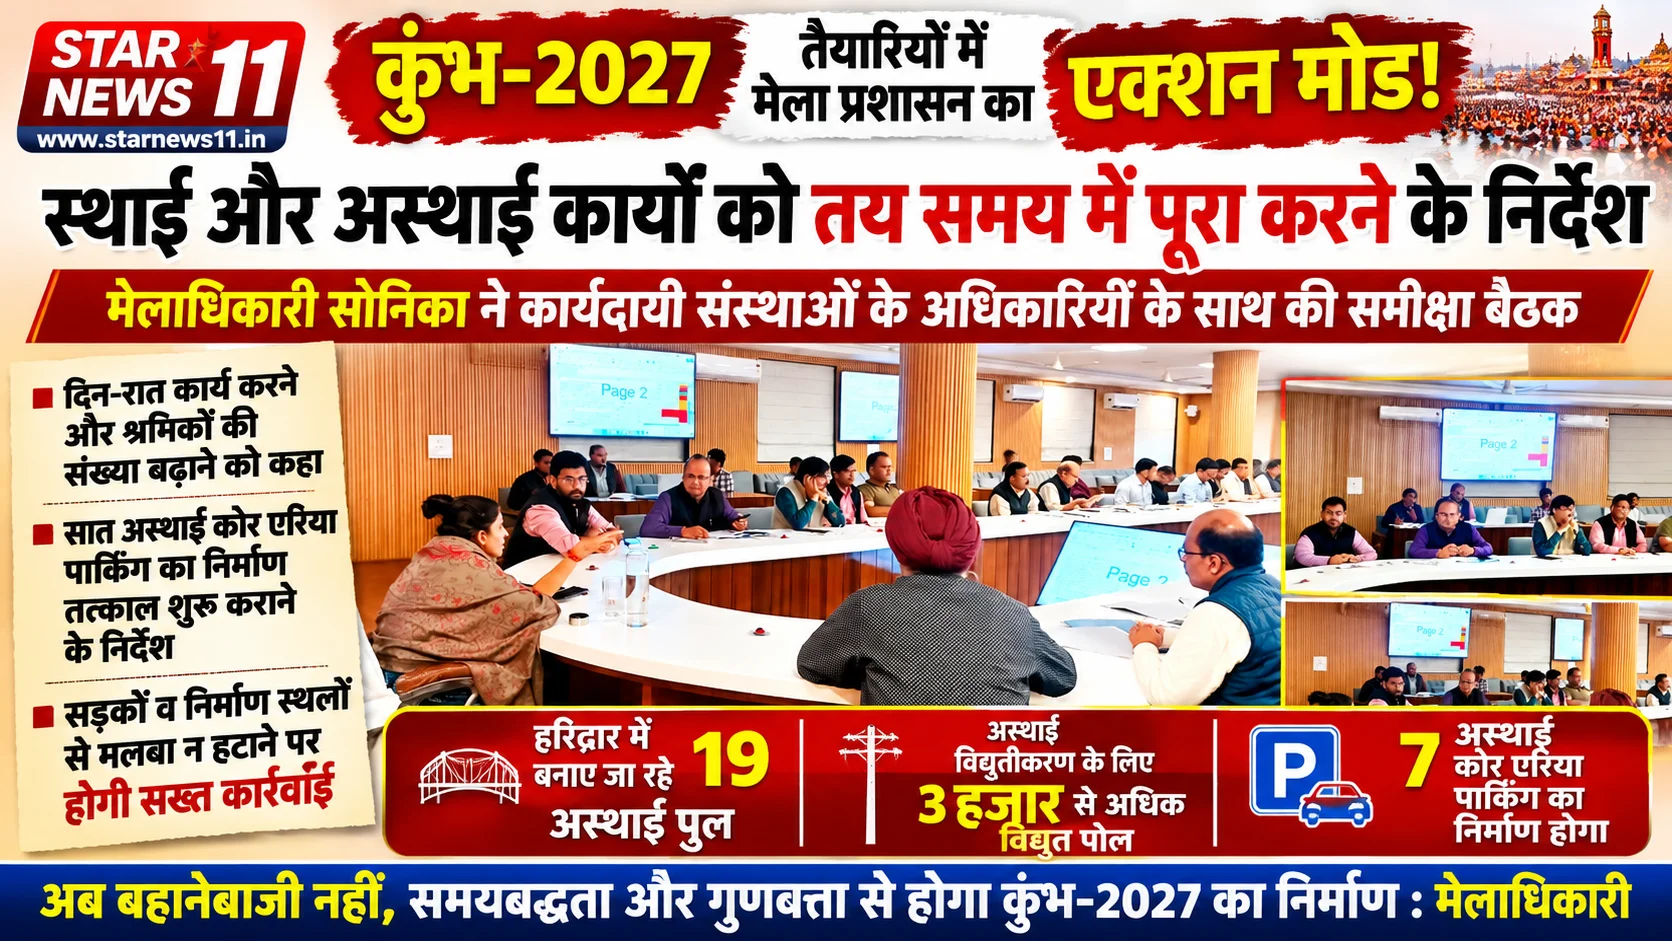 STAR
NEWS 11
www.starnews11.in
कुंभ-2027
तैयारियों में
मेला प्रशासन का
एक्शन मोड!
स्थाई और अस्थाई कार्यों को तय समय में पूरा करने के निर्देश
मेलाधिकारी सोनिका ने कार्यदायी संस्थाओं के अधिकारियों के साथ की समीक्षा बैठक
दिन-रात कार्य करने
और श्रमिकों की
संख्या बढ़ाने को कहा
सात अस्थाई कोर एरिया
पार्किंग का निर्माण
तत्काल शुरू कराने
के निर्देश
सड़कों व निर्माण स्थलों
से मलबा न हटाने पर
होगी सख्त कार्रवाई
Page 2
Page
Page 2
Page 2
Page 2
हरिद्वार में
बनाए जा रहे 19
अस्थाई पुल
अस्थाई
विद्युतीकरण के लिए
3 हजार से अधिक
विद्युत पोल
P
7 अस्थाई
कोर एरिया
पार्किंग का
निर्माण होगा
अब बहानेबाजी नहीं, समयबद्धता और गुणबत्ता से होगा कुंभ-2027 का निर्माण : मेलाधिकारी